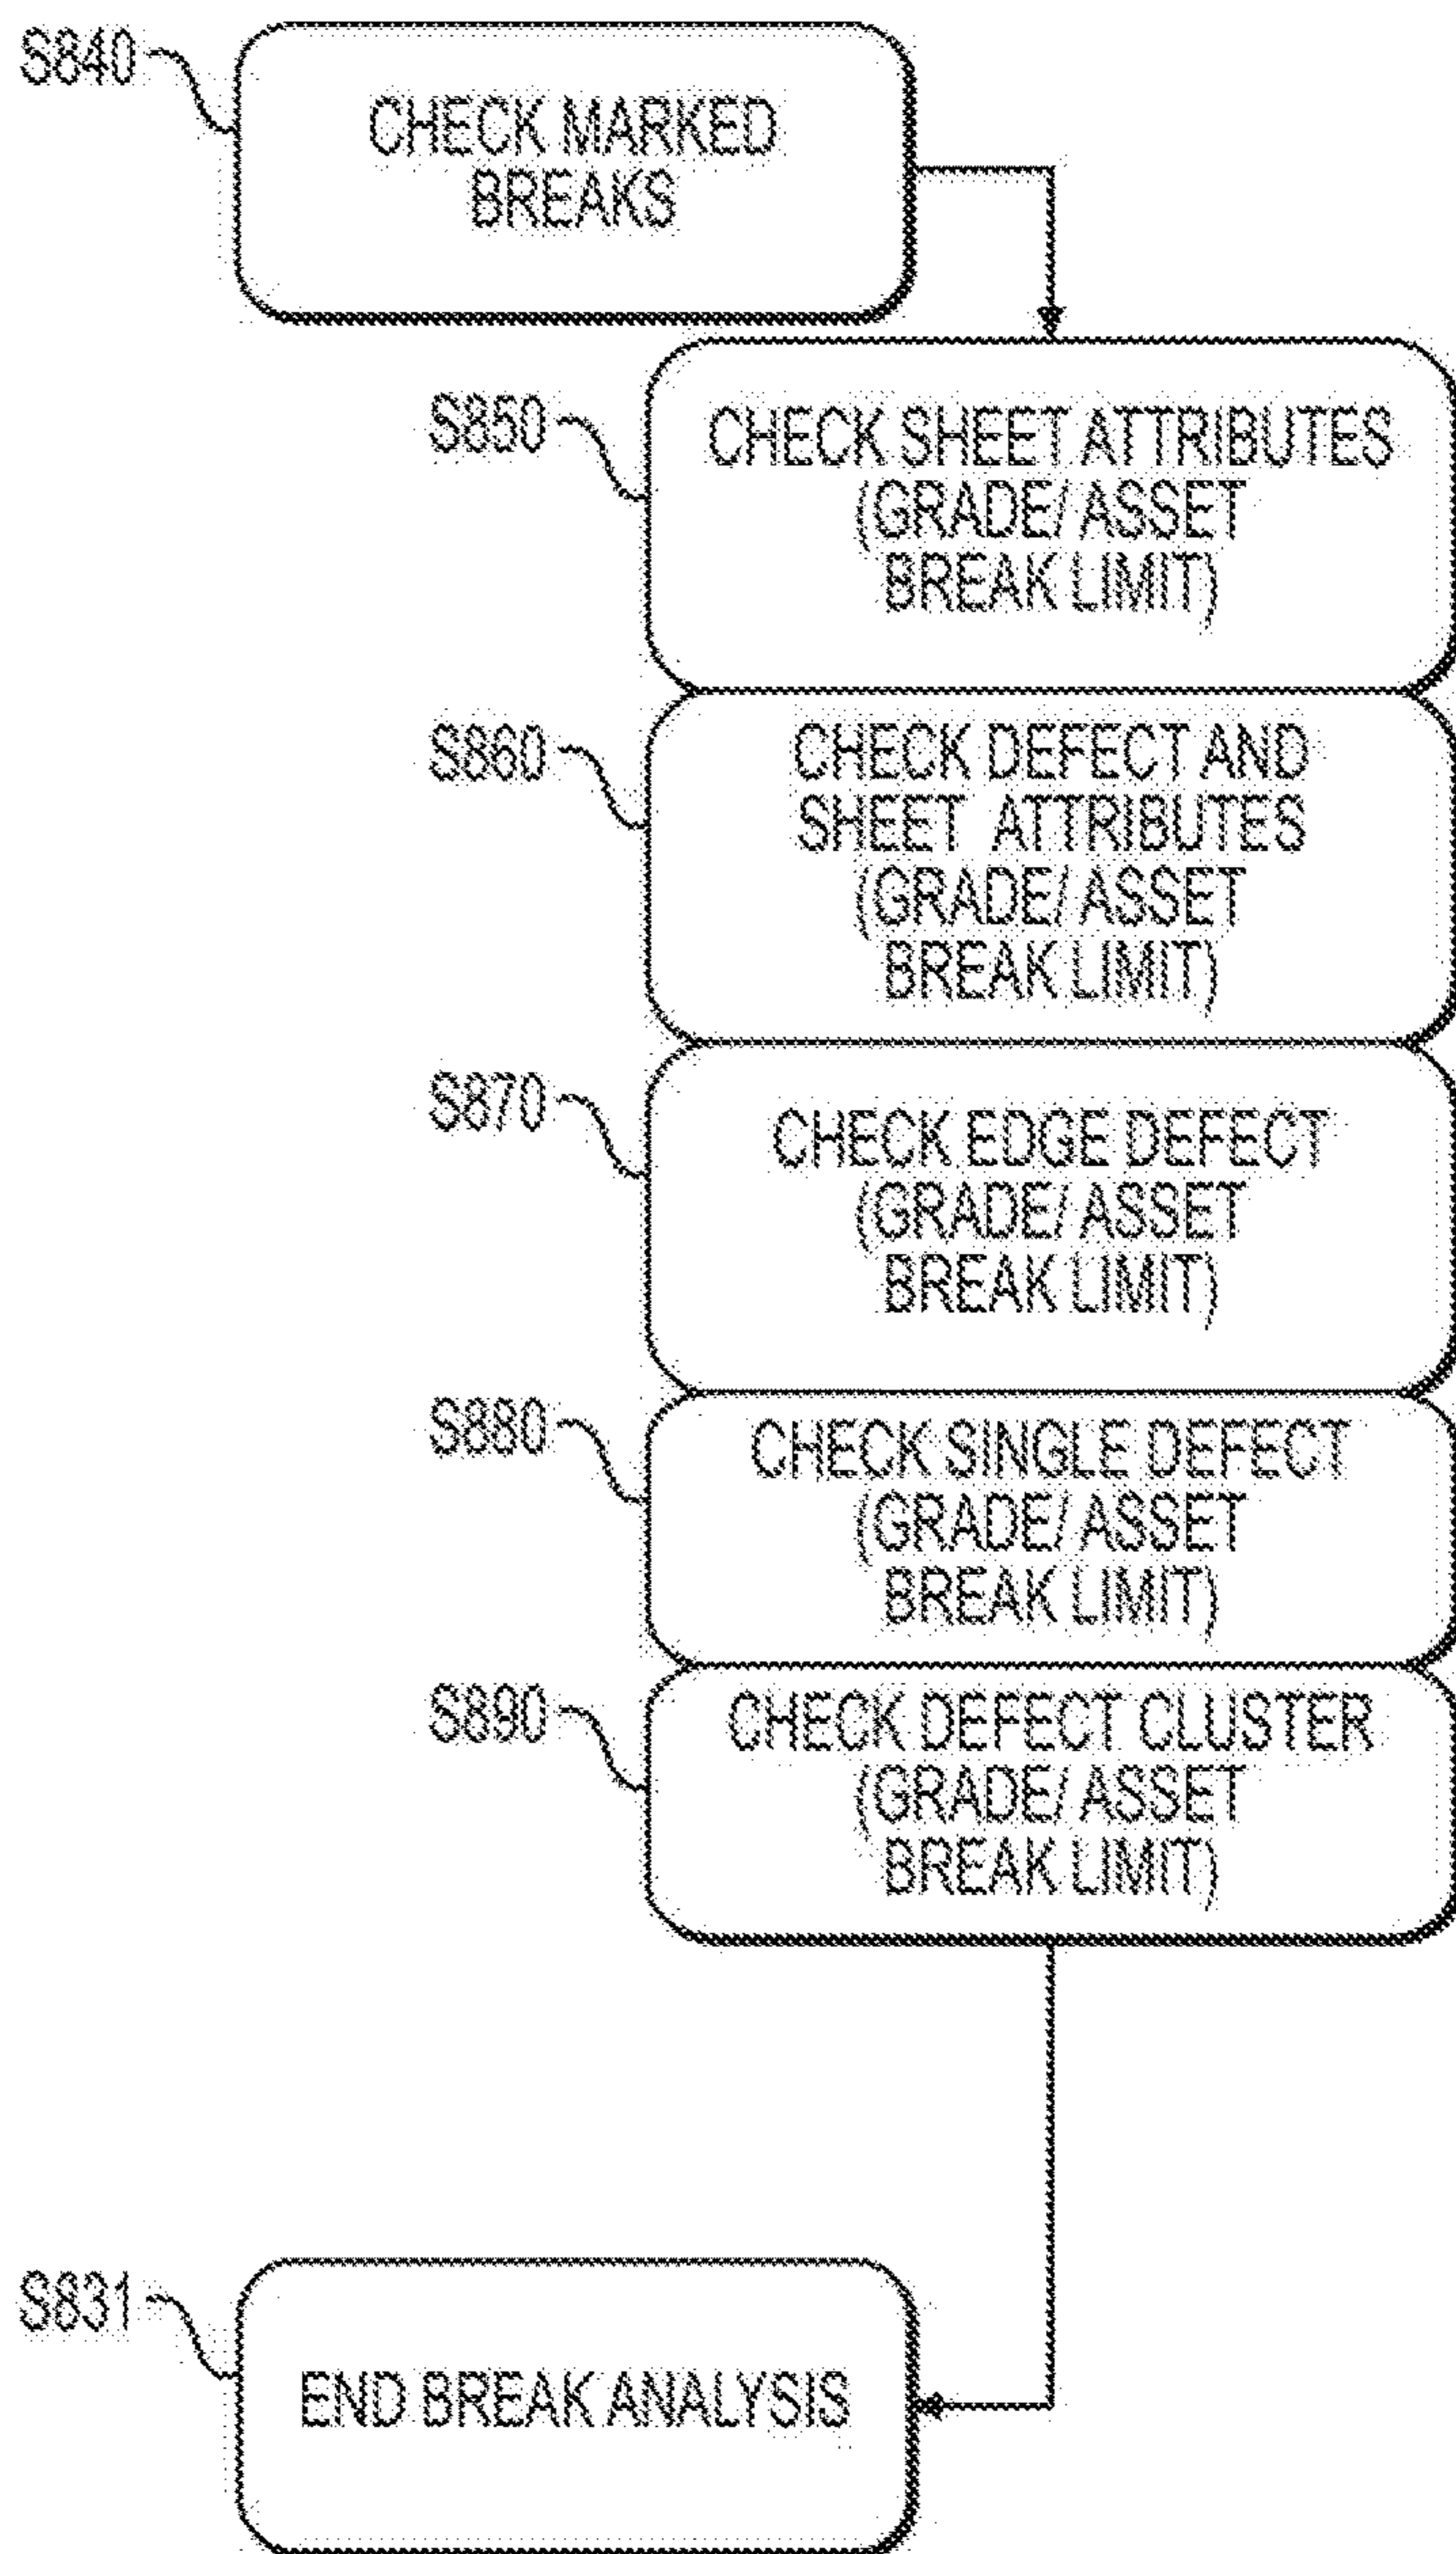 S840
CHECK MARKED
BREAKS
S850
CHECK SHEET ATTRIBUTES
(GRADE/ ASSET
BREAK LIMIT)
S860
CHECK DEFECT AND
SHEET ATTRIBUTES
(GRADE/ ASSET
BREAK LIMIT)
S870
CHECK EDGE DEFECT
(GRADE/ ASSET
BREAK LIMIT)
S880
CHECK SINGLE DEFECT
(GRADE/ ASSET
BREAK LIMIT)
S890
CHECK DEFECT CLUSTER
(GRADE/ ASSET
BREAK LIMIT)
S831
END BREAK ANALYSIS